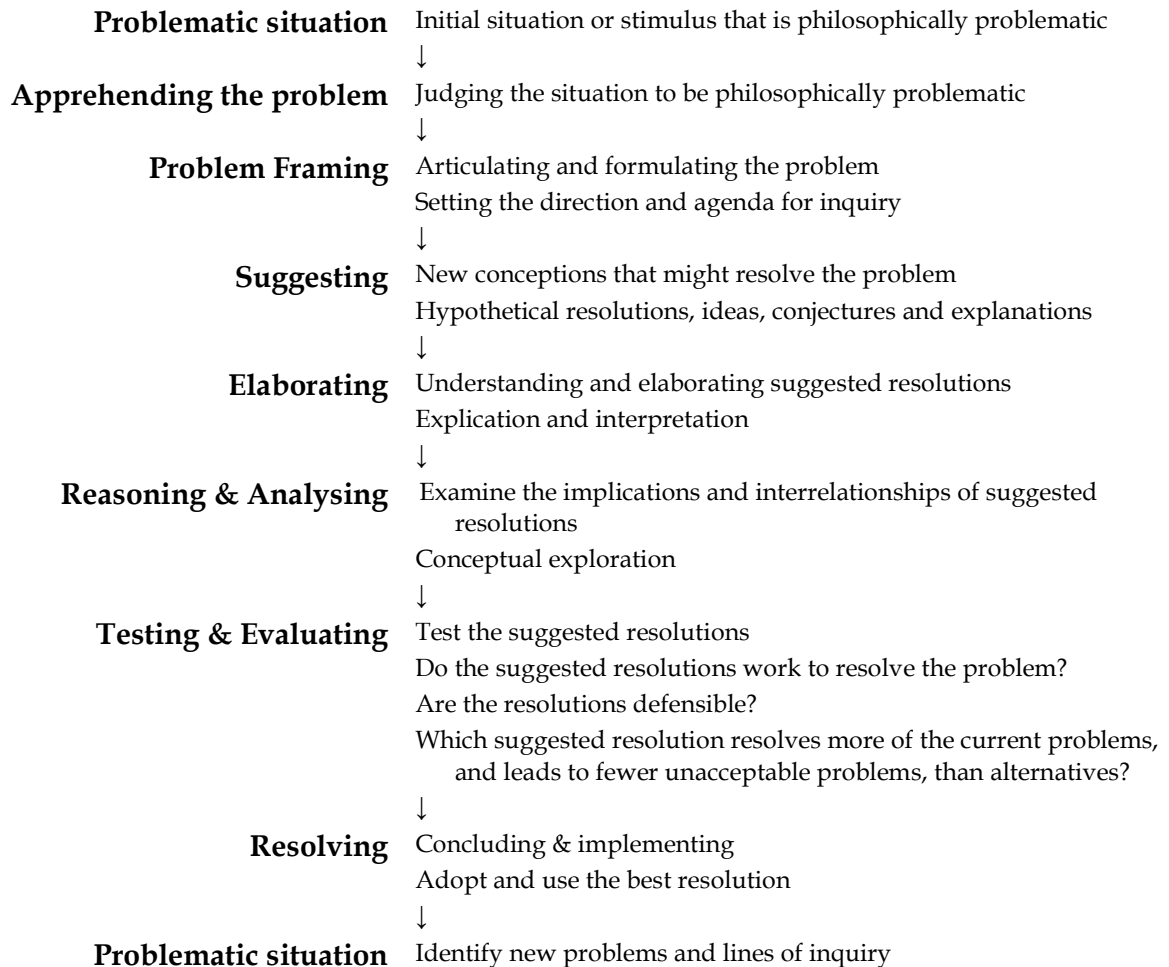 Problematic situation Initial situation or stimulus that is philosophically problematic
↓
Apprehending the problem Judging the situation to be philosophically problematic
↓
Problem Framing Articulating and formulating the problem
Setting the direction and agenda for inquiry
↓
Suggesting New conceptions that might resolve the problem
Hypothetical resolutions, ideas, conjectures and explanations
↓
Elaborating Understanding and elaborating suggested resolutions
Explication and interpretation
↓
Reasoning & Analysing Examine the implications and interrelationships of suggested
resolutions
Conceptual exploration
↓
Testing & Evaluating Test the suggested resolutions
Do the suggested resolutions work to resolve the problem?
Are the resolutions defensible?
Which suggested resolution resolves more of the current problems,
and leads to fewer unacceptable problems, than alternatives?
↓
Resolving Concluding & implementing
Adopt and use the best resolution
↓
Problematic situation Identify new problems and lines of inquiry